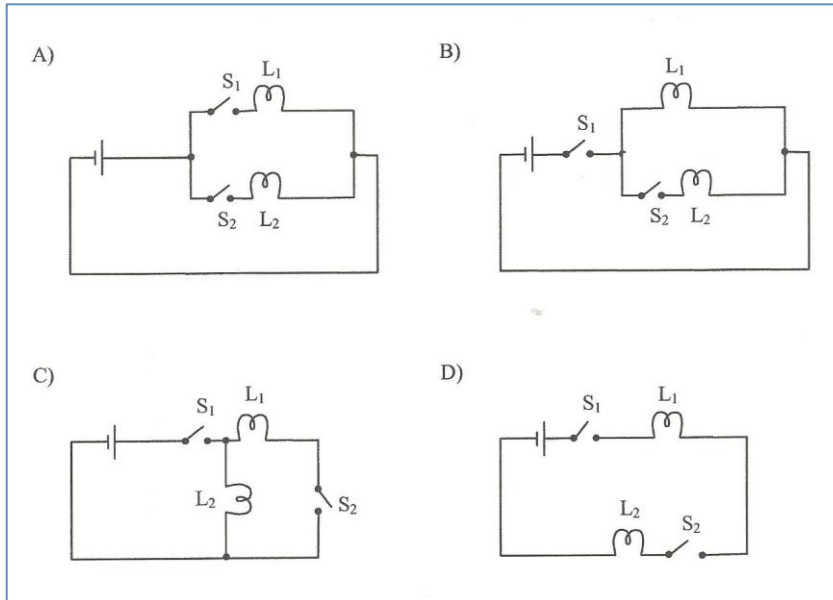 A)
S₁ L₁
S₂ L₂
B)
L₁
S₁
S₂ L₂
C)
S₁ L₁
L₂ S₂
D)
S₁ L₁
L₂ S₂